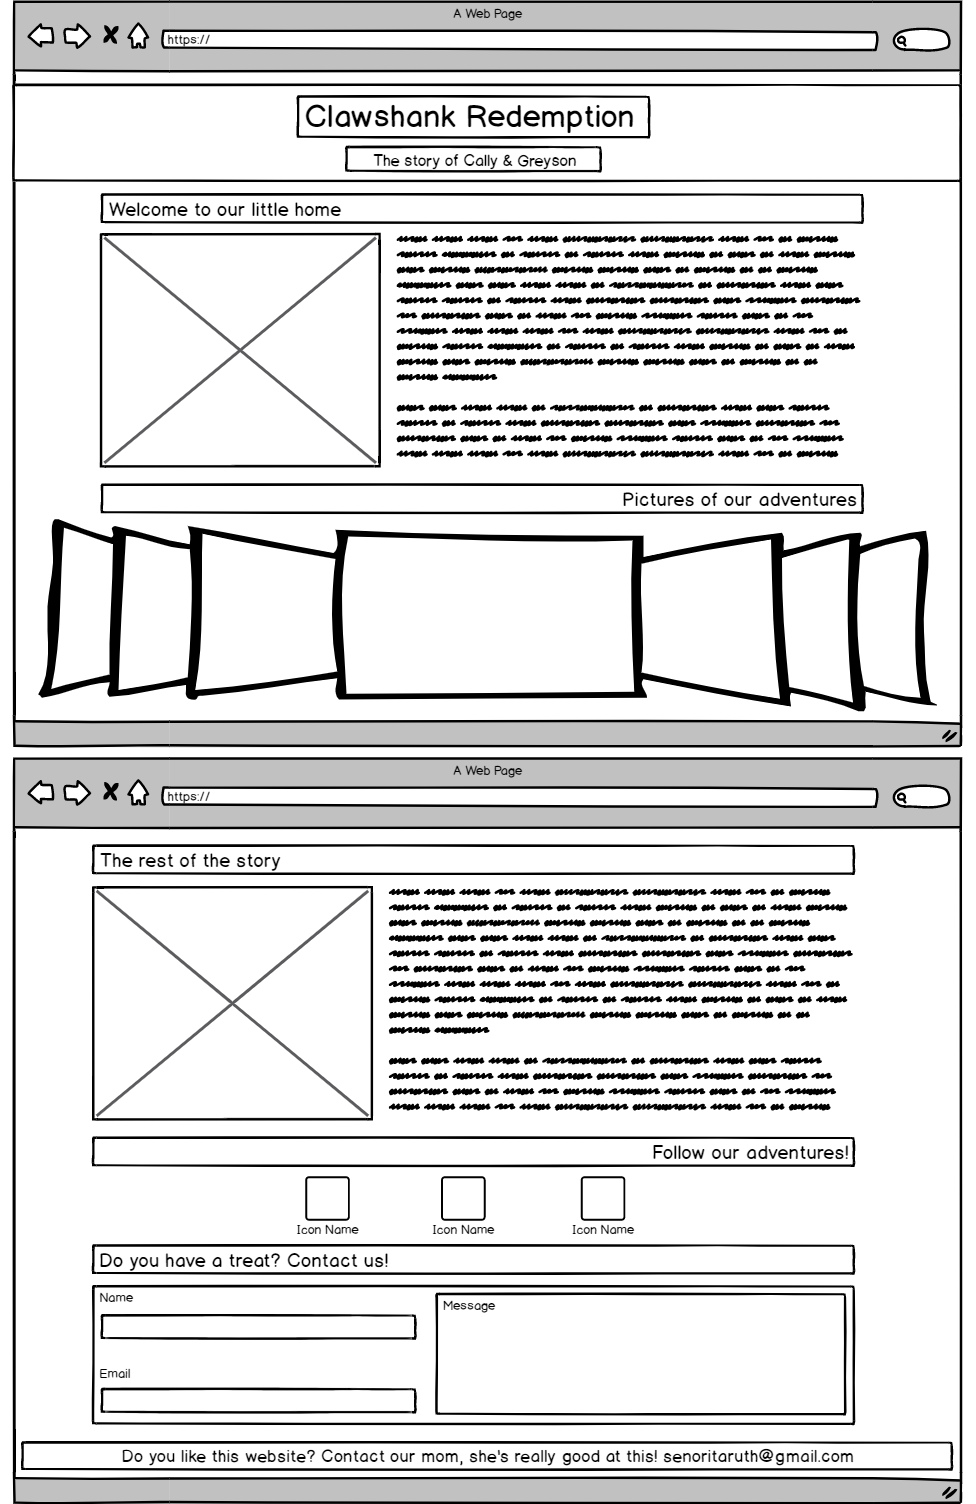 A Web Page
https://
Clawshank Redemption
The story of Cally & Greyson
Welcome to our little home
Pictures of our adventures
A Web Page
https://
The rest of the story
Follow our adventures!
Icon Name Icon Name Icon Name
Do you have a treat? Contact us!
Name
Message
Email
Do you like this website? Contact our mom, she's really good at this! senoritaruth@gmail.com